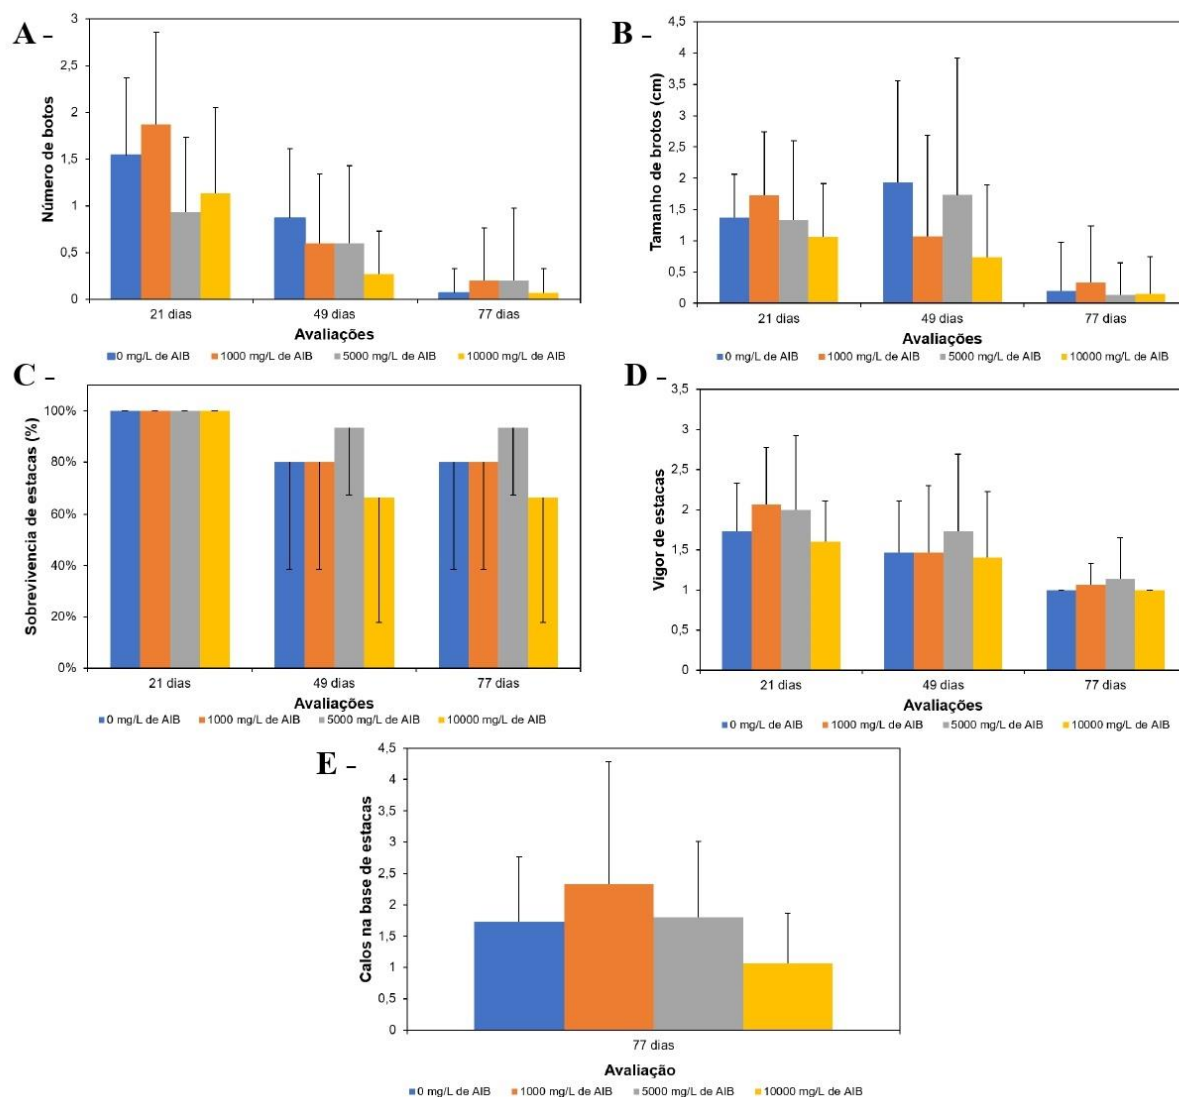 A -
Número de botos
3
2,5
2
1,5
1
0,5
0
21 dias 49 dias 77 dias
Avaliações
0 mg/L de AIB 1000 mg/L de AIB 5000 mg/L de AIB 10000 mg/L de AIB
B -
Tamanho de brotos (cm)
4,5
4
3,5
3
2,5
2
1,5
1
0,5
0
21 dias 49 dias 77 dias
Avaliações
0 mg/L de AIB 1000 mg/L de AIB 5000 mg/L de AIB 10000 mg/L de AIB
C -
Sobrevivencia de estacas (%)
100%
80%
60%
40%
20%
0%
21 dias 49 dias 77 dias
Avaliações
0 mg/L de AIB 1000 mg/L de AIB 5000 mg/L de AIB 10000 mg/L de AIB
D -
Vigor de estacas
3,5
3
2,5
2
1,5
1
0,5
0
21 dias 49 dias 77 dias
Avaliações
0 mg/L de AIB 1000 mg/L de AIB 5000 mg/L de AIB 10000 mg/L de AIB
E -
Calos na base de estacas
4,5
4
3,5
3
2,5
2
1,5
1
0,5
0
77 dias
Avaliação
0 mg/L de AIB 1000 mg/L de AIB 5000 mg/L de AIB 10000 mg/L de AIB